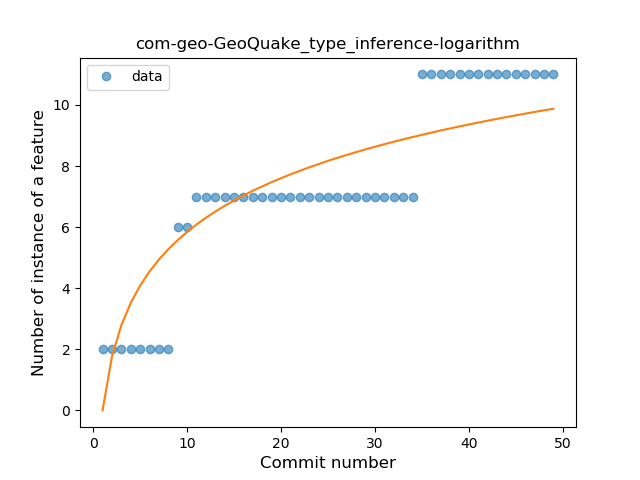 com-geo-GeoQuake_type_inference-logarithm
data
Number of instance of a feature
10
8
6
4
2
0
0 10 20 30 40 50
Commit number